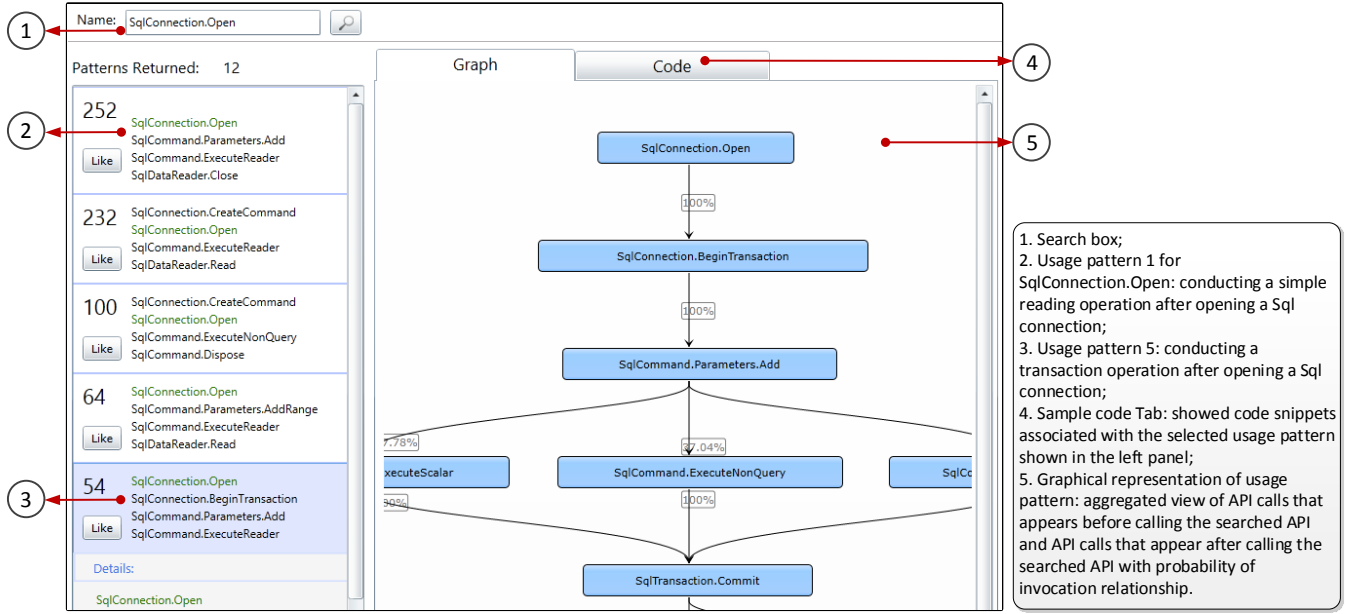 Name:
SqlConnection.Open
1
Patterns Returned: 12
Graph
Code
4
252
SqlConnection.Open
SqlCommand.Parameters.Add
SqlCommand.ExecuteReader
SqlDataReader.Close
Like
2
232
SqlConnection.CreateCommand
SqlConnection.Open
SqlCommand.ExecuteReader
SqlDataReader.Read
Like
100
SqlConnection.CreateCommand
SqlConnection.Open
SqlCommand.ExecuteNonQuery
SqlCommand.Dispose
Like
64
SqlConnection.Open
SqlCommand.Parameters.AddRange
SqlCommand.ExecuteReader
SqlDataReader.Read
Like
54
SqlConnection.Open
SqlConnection.BeginTransaction
SqlCommand.Parameters.Add
SqlCommand.ExecuteReader
Like
3
Details:
SqlConnection.Open
SqlConnection.Open
5
100%
SqlConnection.BeginTransaction
100%
SqlCommand.Parameters.Add
7.78%
37.04%
xecuteScalar
SqlCommand.ExecuteNonQuery
SqlCo
100%
SqlTransaction.Commit
1. Search box;
2. Usage pattern 1 for
SqlConnection.Open: conducting a simple
reading operation after opening a Sql
connection;
3. Usage pattern 5: conducting a
transaction operation after opening a Sql
connection;
4. Sample code Tab: showed code snippets
associated with the selected usage pattern
shown in the left panel;
5. Graphical representation of usage
pattern: aggregated view of API calls that
appears before calling the searched API
and API calls that appear after calling the
searched API with probability of
invocation relationship.